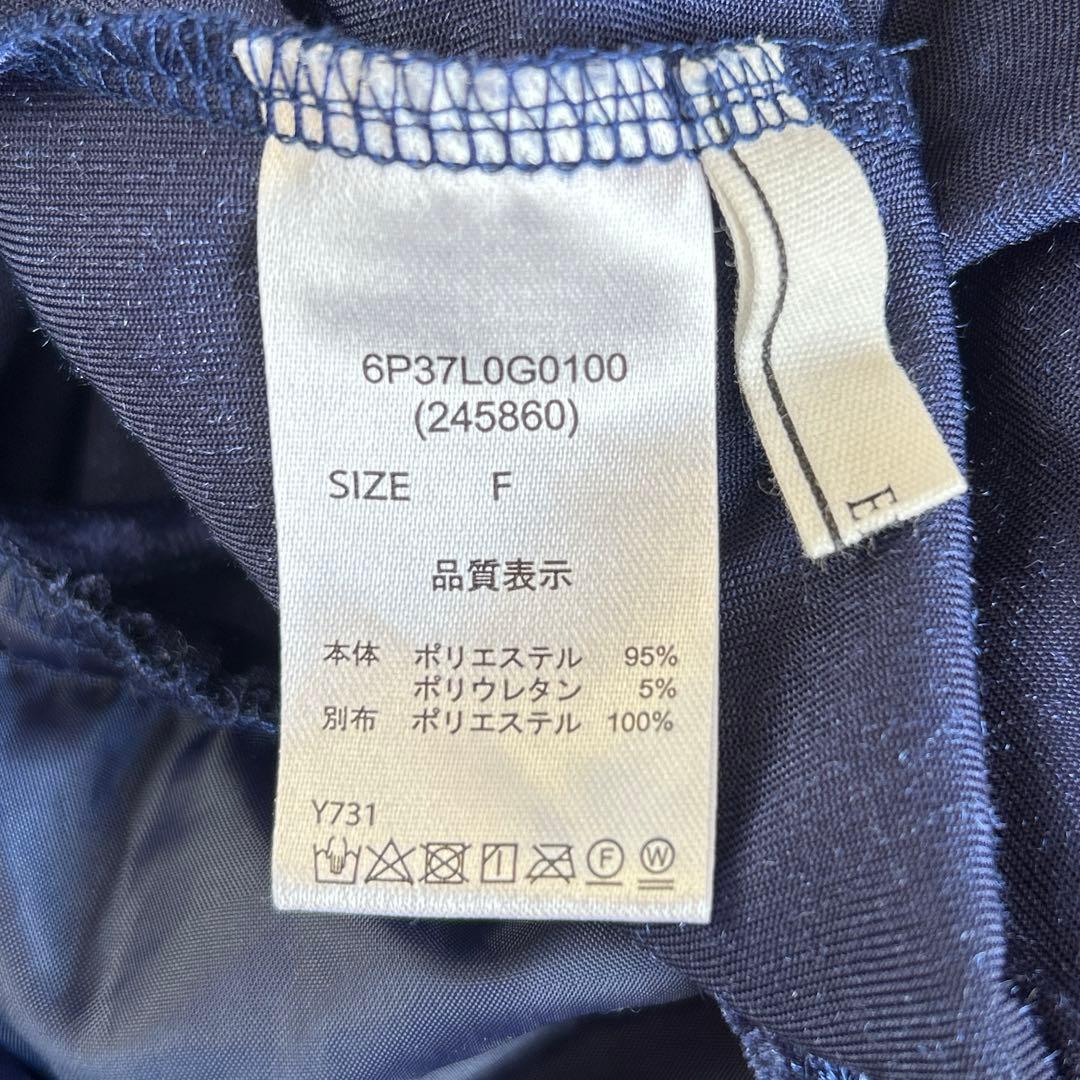 6P37L0G0100
(245860)
SIZE F
品質表示
本体 ポリエステル 95%
ポリウレタン 5%
別布 ポリエステル 100%
Y731
F W
E